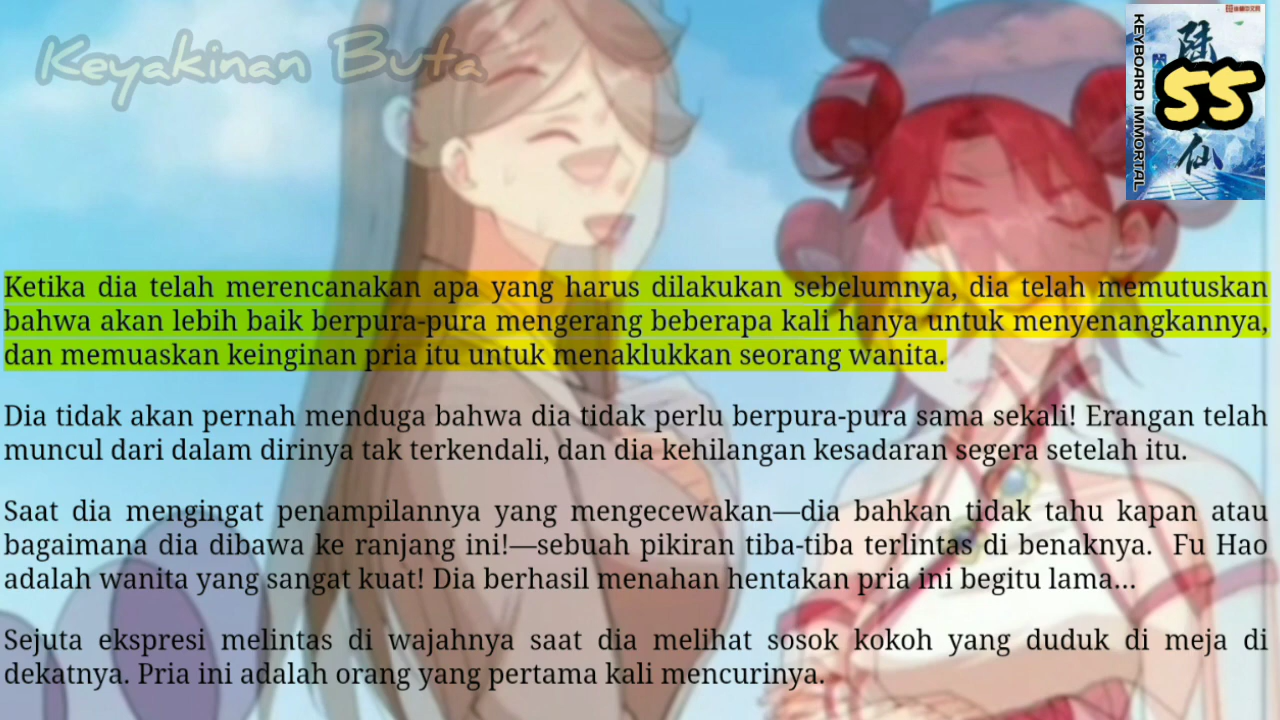 Keyakinan Buta
KEYBOARD IMMORTAL
陆
55
仙
Ketika dia telah merencanakan apa yang harus dilakukan sebelumnya, dia telah memutuskan
bahwa akan lebih baik berpura-pura mengerang beberapa kali hanya untuk menyenangkannya,
dan memuaskan keinginan pria itu untuk menaklukkan seorang wanita.
Dia tidak akan pernah menduga bahwa dia tidak perlu berpura-pura sama sekali! Erangan telah
muncul dari dalam dirinya tak terkendali, dan dia kehilangan kesadaran segera setelah itu.
Saat dia mengingat penampilannya yang mengecewakan—dia bahkan tidak tahu kapan atau
bagaimana dia dibawa ke ranjang ini!—sebuah pikiran tiba-tiba terlintas di benaknya. Fu Hao
adalah wanita yang sangat kuat! Dia berhasil menahan hentakan pria ini begitu lama...
Sejuta ekspresi melintas di wajahnya saat dia melihat sosok kokoh yang duduk di meja di
dekatnya. Pria ini adalah orang yang pertama kali mencurinya.